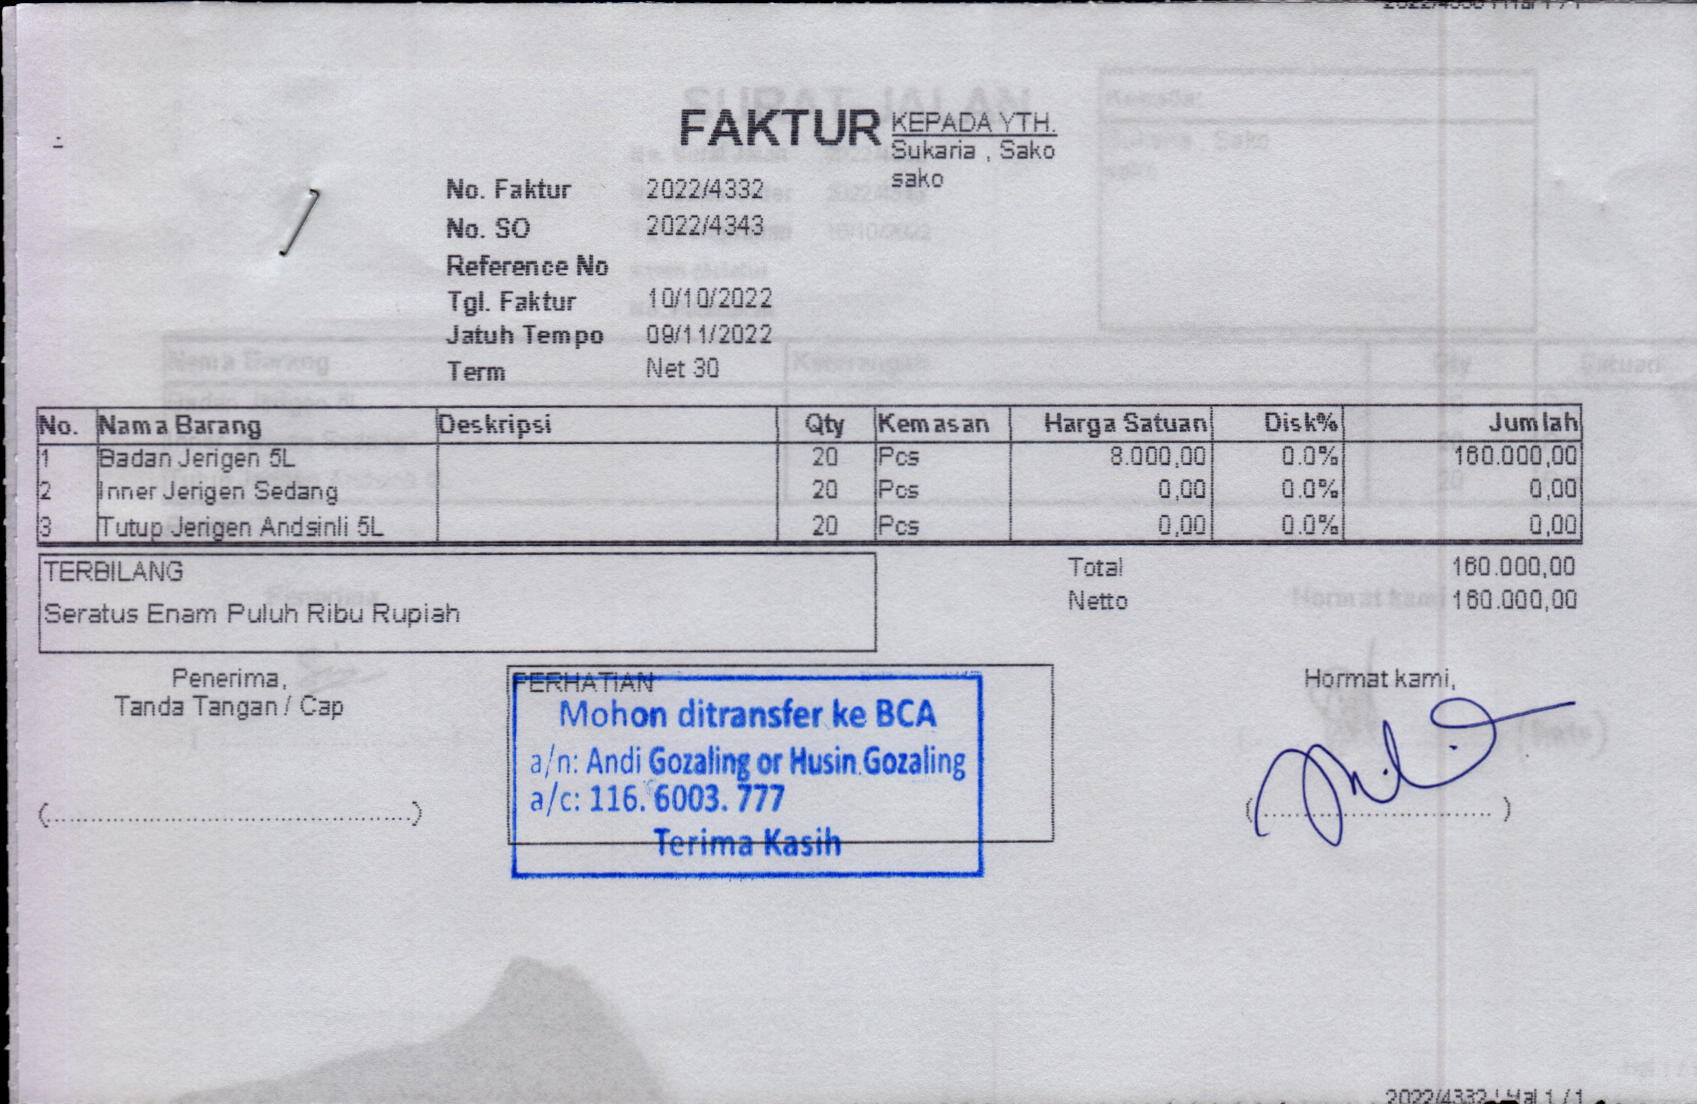 FAKTUR
KEPADA YTH.
Sukaria , Sako
sako
No. Faktur 2022/4332
No. SO 2022/4343
Reference No
Tgl. Faktur 10/10/2022
Jatuh Tempo 09/11/2022
Term Net 30
No. Nama Barang Deskripsi Qty Kemasan Harga Satuan Disk% Jumlah
1 Badan Jerigen 5L 20 Pcs 8.000,00 0.0% 160.000,00
2 Inner Jerigen Sedang 20 Pcs 0,00 0.0% 0,00
3 Tutup Jerigen Andsinli 5L 20 Pcs 0,00 0.0% 0,00
TERBILANG
Seratus Enam Puluh Ribu Rupiah
Total 160.000,00
Netto 160.000,00
Penerima,
Tanda Tangan / Cap
(............................................)
PERHATIAN
Mohon ditransfer ke BCA
a/n: Andi Gozaling or Husin Gozaling
a/c: 116. 6003. 777
Terima Kasih
Hormat kami,
(............................)
2022/4332 | Hal 1 / 1